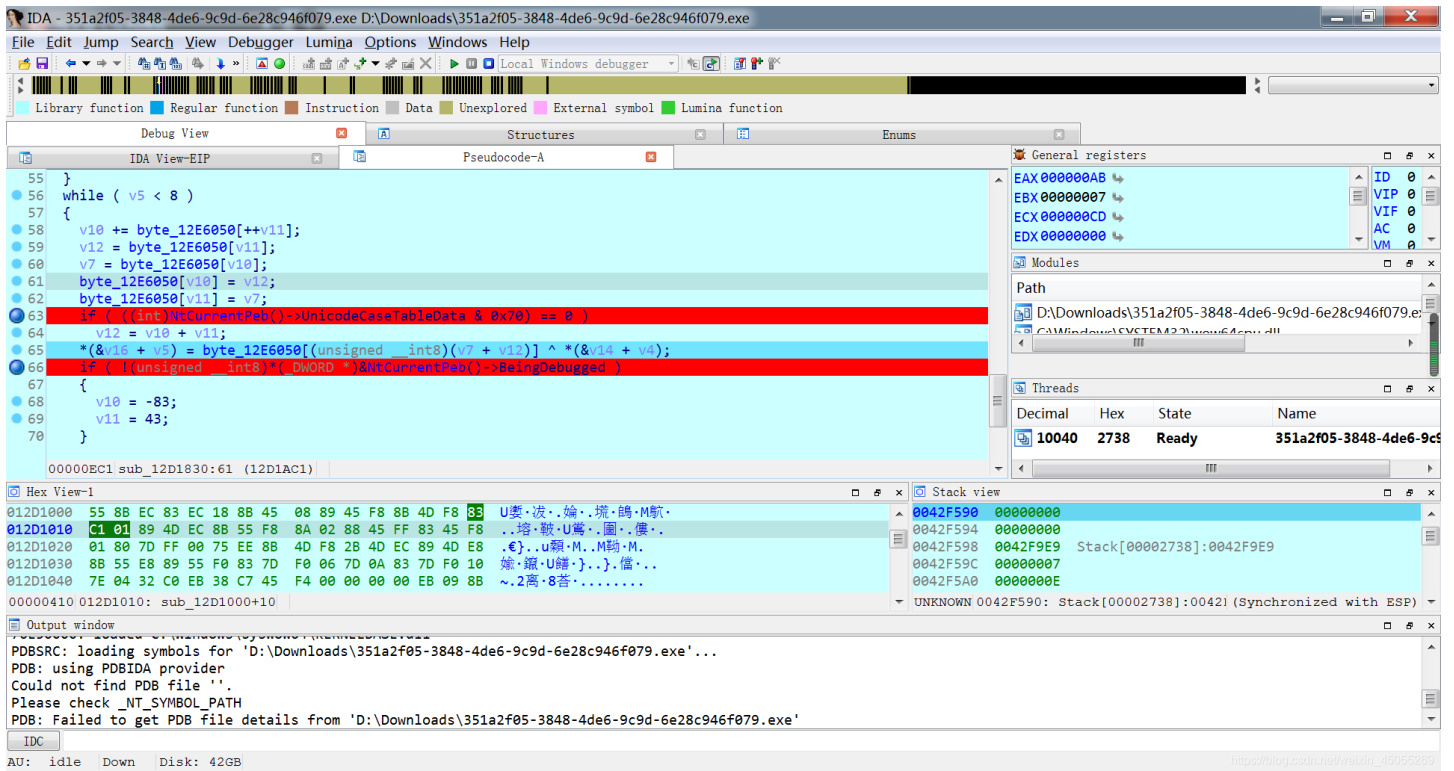 IDA - 351a2f05-3848-4de6-9c9d-6e28c946f079.exe D:\Downloads\351a2f05-3848-4de6-9c9d-6e28c946f079.exe
File Edit Jump Search View Debugger Lumina Options Windows Help
Local Windows debugger
Library function Regular function Instruction Data Unexplored External symbol Lumina function
Debug View Structures Enums
IDA View-EIP Pseudocode-A
55 }
56 while ( v5 < 8 )
57 {
58 v10 += byte_12E6050[++v11];
59 v12 = byte_12E6050[v11];
60 v7 = byte_12E6050[v10];
61 byte_12E6050[v10] = v12;
62 byte_12E6050[v11] = v7;
63 if ( ((int)NtCurrentPeb()->UnicodeCaseTableData & 0x70) == 0 )
64 v12 = v10 + v11;
65 *(&v16 + v5) = byte_12E6050[(unsigned __int8)(v7 + v12)] ^ *(&v14 + v4);
66 if ( !(unsigned __int8)*(_DWORD *)&NtCurrentPeb()->BeingDebugged )
67 {
68 v10 = -83;
69 v11 = 43;
70 }
00000EC1 sub_12D1830:61 (12D1AC1)
General registers
EAX 000000AB ID 0
EBX 00000007 VIP 0
ECX 000000CD VIF 0
EDX 00000000 AC 0
VM 0
Modules
Path
D:\Downloads\351a2f05-3848-4de6-9c9d-6e28c946f079.ex
C:\Windows\SYSTEM32\wow64cpu.dll
Threads
Decimal Hex State Name
10040 2738 Ready 351a2f05-3848-4de6-9c9
Hex View-1
012D1000 55 8B EC 83 EC 18 8B 45 08 89 45 F8 8B 4D F8 83
012D1010 C1 01 89 4D EC 8B 55 F8 8A 02 88 45 FF 83 45 F8
012D1020 01 80 7D FF 00 75 EE 8B 4D F8 2B 4D EC 89 4D E8
012D1030 8B 55 E8 89 55 F0 83 7D F0 06 7D 0A 83 7D F0 10
012D1040 7E 04 32 C0 EB 38 C7 45 F4 00 00 00 00 EB 09 8B
00000410 012D1010: sub_12D1000+10
Stack view
0042F590 00000000
0042F594 00000000
0042F598 0042F9E9 Stack[00002738]:0042F9E9
0042F59C 00000007
0042F5A0 0000000E
UNKNOWN 0042F590: Stack[00002738]:0042 (Synchronized with ESP)
Output window
PDBSRC: loading symbols for 'D:\Downloads\351a2f05-3848-4de6-9c9d-6e28c946f079.exe'...
PDB: using PDBIDA provider
Could not find PDB file ''.
Please check _NT_SYMBOL_PATH
PDB: Failed to get PDB file details from 'D:\Downloads\351a2f05-3848-4de6-9c9d-6e28c946f079.exe'
IDC
AU: idle Down Disk: 42GB